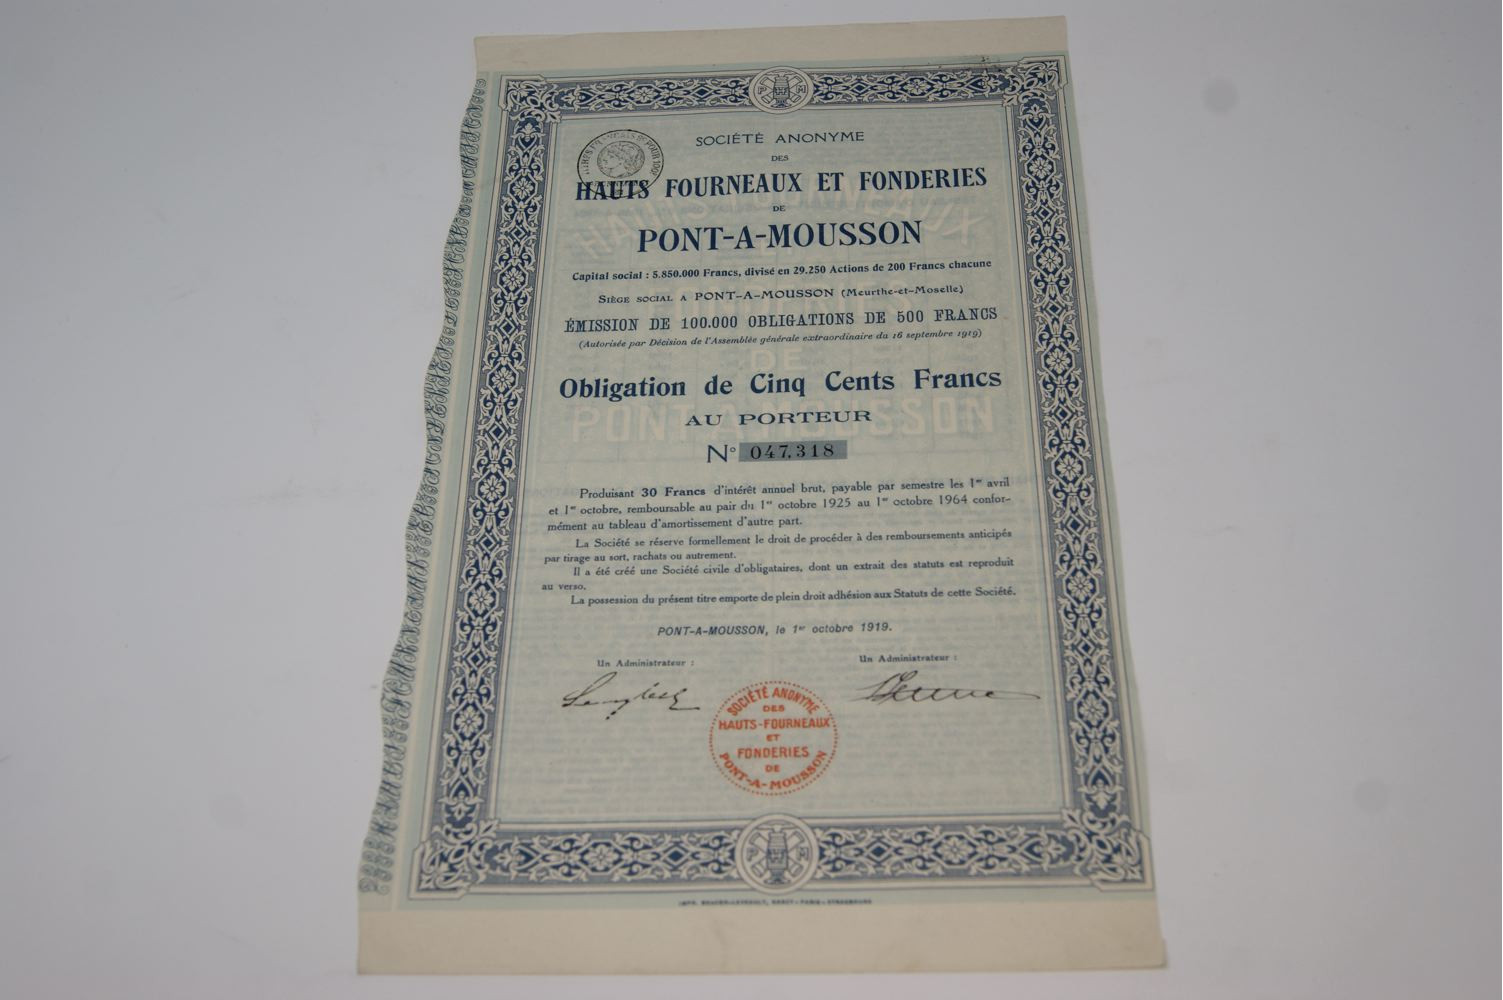 P M
SOCIÉTÉ ANONYME
DES
HAUTS FOURNEAUX ET FONDERIES
DE
PONT-A-MOUSSON
Capital social : 5.850.000 Francs, divisé en 29.250 Actions de 200 Francs chacune
SIÈGE SOCIAL A PONT-A-MOUSSON (Meurthe-et-Moselle)
ÉMISSION DE 100.000 OBLIGATIONS DE 500 FRANCS
(Autorisée par Décision de l'Assemblée générale extraordinaire du 16 septembre 1919)
Obligation de Cinq Cents Francs
AU PORTEUR
N° 047,318
Produisant 30 Francs d'intérêt annuel brut, payable par semestre les 1er avril
et 1er octobre, remboursable au pair du 1er octobre 1925 au 1er octobre 1964 confor-
mément au tableau d'amortissement d'autre part.
La Société se réserve formellement le droit de procéder à des remboursements anticipés
par tirage au sort, rachats ou autrement.
Il a été créé une Société civile d'obligataires, dont un extrait des statuts est reproduit
au verso.
La possession du présent titre emporte de plein droit adhésion aux Statuts de cette Société.
PONT-A-MOUSSON, le 1er octobre 1919.
Un Administrateur :
Un Administrateur :
SOCIÉTÉ ANONYME
DES
HAUTS-FOURNEAUX
ET
FONDERIES
DE
PONT-A-MOUSSON
P M
IMPR. BERGER-LEVRAULT, NANCY-PARIS-STRASBOURG